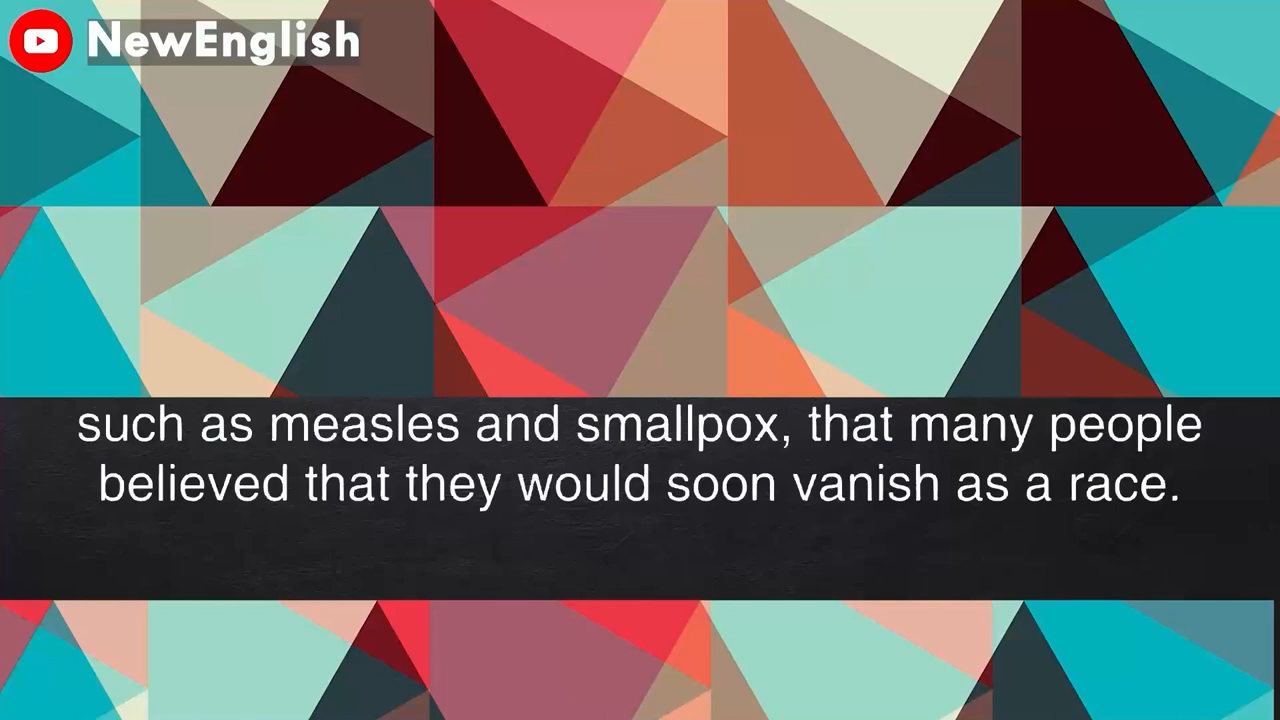 NewEnglish
such as measles and smallpox, that many people
believed that they would soon vanish as a race.